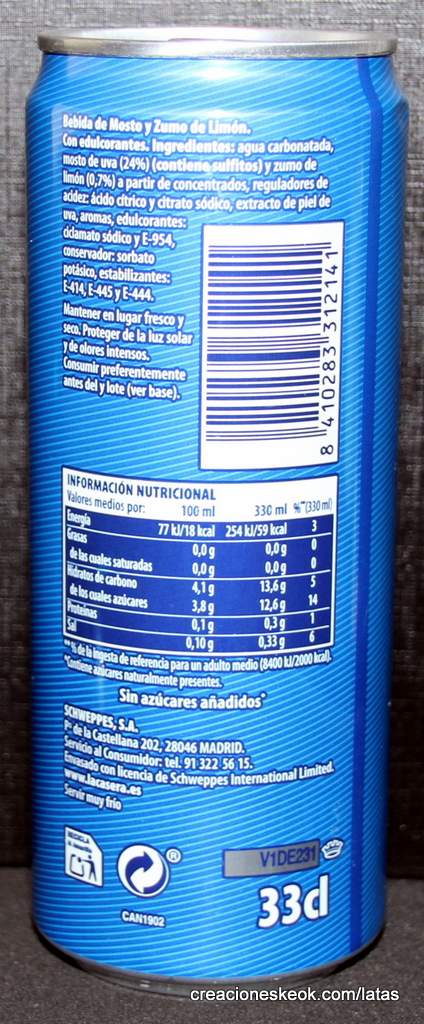 Bebida de Mosto y Zumo de Limón.
Con edulcorantes. Ingredientes: agua carbonatada,
mosto de uva (24%) (contiene sulfitos) y zumo de
limón (0,7%) a partir de concentrados, reguladores de
acidez: ácido cítrico y citrato sódico, extracto de piel de
uva, aromas, edulcorantes:
ciclamato sódico y E-954,
conservador: sorbato
potásico, estabilizantes:
E-414, E-445 y E-444.
Mantener en lugar fresco y
seco. Proteger de la luz solar
y de olores intensos.
Consumir preferentemente
antes del y lote (ver base).
8 410283 312141
INFORMACIÓN NUTRICIONAL
Valores medios por: 100 ml 330 ml %**(330 ml)
Energía 77 kJ/18 kcal 254 kJ/59 kcal 3
Grasas 0,0 g 0,0 g 0
de las cuales saturadas 0,0 g 0,0 g 0
Hidratos de carbono 4,1 g 13,6 g 5
de los cuales azúcares 3,8 g 12,6 g 14
Proteínas 0,1 g 0,3 g 1
Sal 0,10 g 0,33 g 6
**% de la ingesta de referencia para un adulto medio (8400 kJ/2000 kcal).
*Contiene azúcares naturalmente presentes.
Sin azúcares añadidos*
SCHWEPPES, S.A.
Pº de la Castellana 202, 28046 MADRID.
Servicio al Consumidor: tel. 91 322 56 15.
Envasado con licencia de Schweppes International Limited.
www.lacasera.es
Servir muy frío
RECICLA
®
CAN1902
V1DE231
33cl
creacioneskeok.com/latas